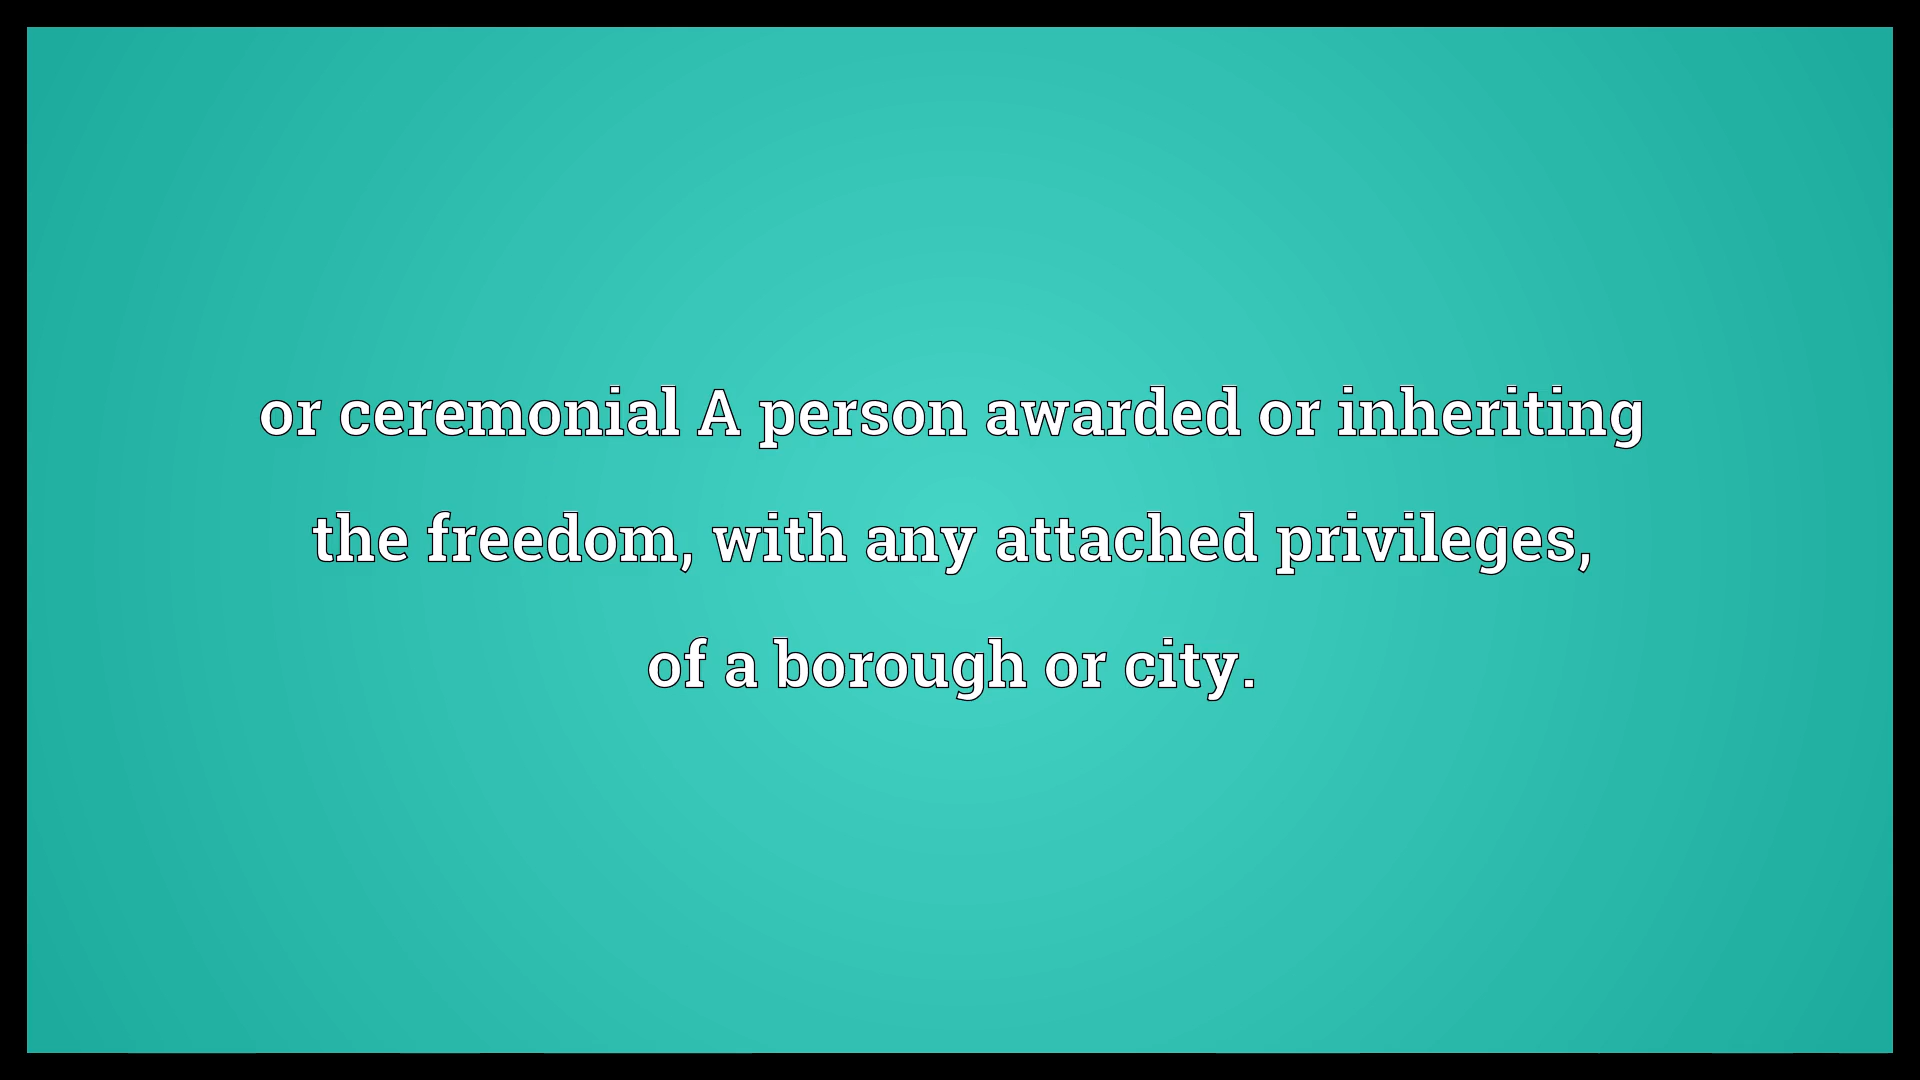 or ceremonial A person awarded or inheriting
the freedom, with any attached privileges,
of a borough or city.